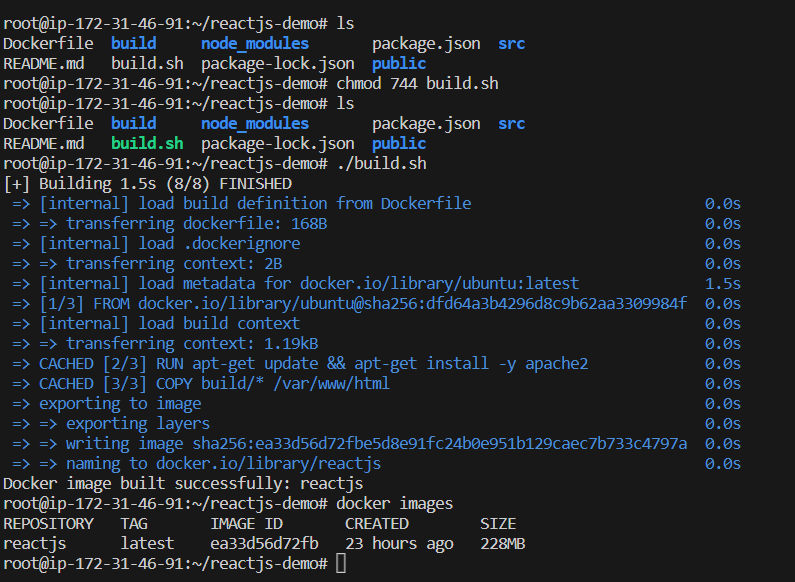 root@ip-172-31-46-91:~/reactjs-demo# ls
Dockerfile  build     node_modules       package.json  src
README.md   build.sh  package-lock.json  public
root@ip-172-31-46-91:~/reactjs-demo# chmod 744 build.sh
root@ip-172-31-46-91:~/reactjs-demo# ls
Dockerfile  build     node_modules       package.json  src
README.md   build.sh  package-lock.json  public
root@ip-172-31-46-91:~/reactjs-demo# ./build.sh
[+] Building 1.5s (8/8) FINISHED
 => [internal] load build definition from Dockerfile                          0.0s
 => => transferring dockerfile: 168B                                          0.0s
 => [internal] load .dockerignore                                             0.0s
 => => transferring context: 2B                                               0.0s
 => [internal] load metadata for docker.io/library/ubuntu:latest              1.5s
 => [1/3] FROM docker.io/library/ubuntu@sha256:dfd64a3b4296d8c9b62aa3309984f  0.0s
 => [internal] load build context                                             0.0s
 => => transferring context: 1.19kB                                           0.0s
 => CACHED [2/3] RUN apt-get update && apt-get install -y apache2             0.0s
 => CACHED [3/3] COPY build/* /var/www/html                                   0.0s
 => exporting to image                                                        0.0s
 => => exporting layers                                                       0.0s
 => => writing image sha256:ea33d56d72fbe5d8e91fc24b0e951b129caec7b733c4797a  0.0s
 => => naming to docker.io/library/reactjs                                    0.0s
Docker image built successfully: reactjs
root@ip-172-31-46-91:~/reactjs-demo# docker images
REPOSITORY   TAG       IMAGE ID       CREATED        SIZE
reactjs      latest    ea33d56d72fb   23 hours ago   228MB
root@ip-172-31-46-91:~/reactjs-demo#